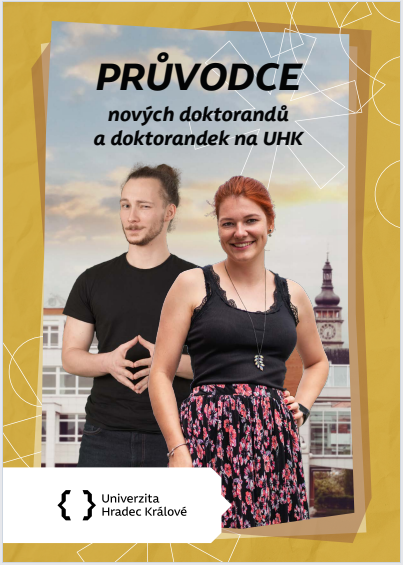 PRŮVODCE
nových doktorandů
a doktorandek na UHK
Univerzita
Hradec Králové